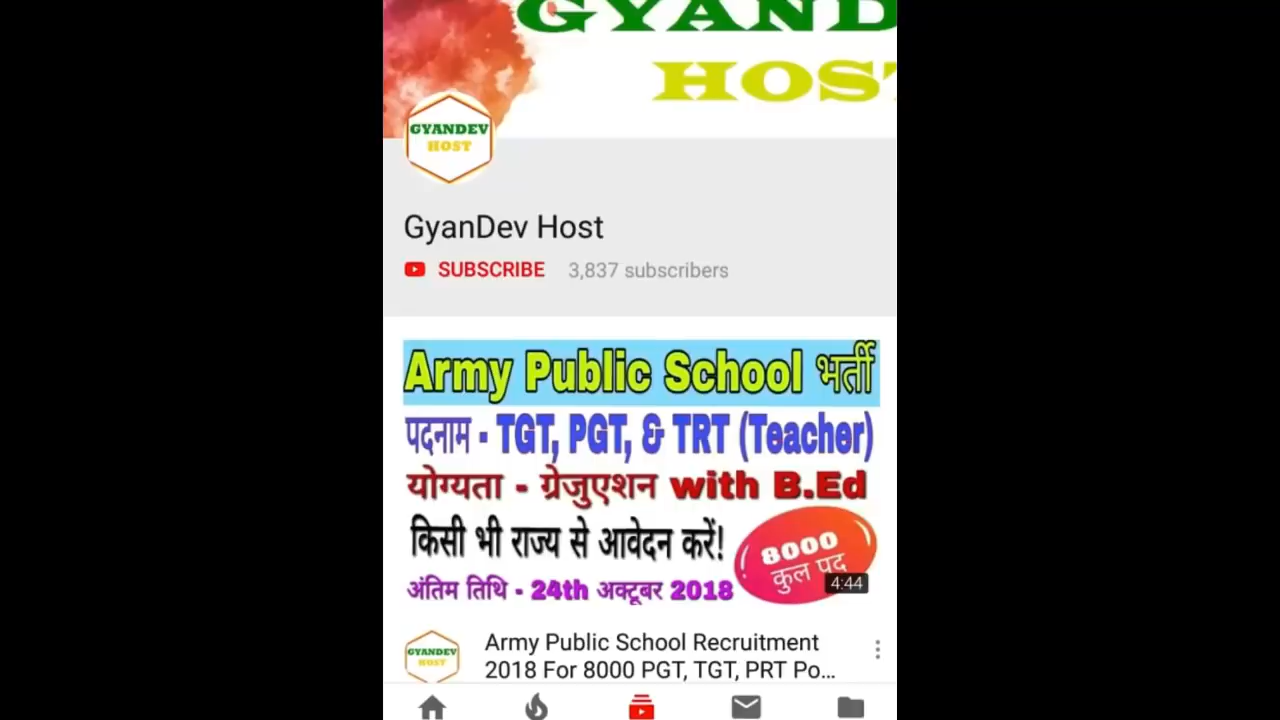 GYAND
HOST
GYANDEV
HOST
GyanDev Host
SUBSCRIBE 3,837 subscribers
Army Public School भर्ती
पदनाम - TGT, PGT, & TRT (Teacher)
योग्यता - ग्रेजुएशन with B.Ed
किसी भी राज्य से आवेदन करें!
8000
कुल पद
4:44
अंतिम तिथि - 24th अक्टूबर 2018
GYANDEV
HOST
Army Public School Recruitment
2018 For 8000 PGT, TGT, PRT Po...